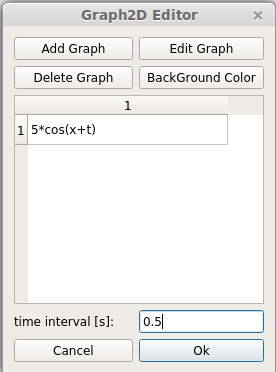 Graph2D Editor ×
Add Graph Edit Graph
Delete Graph BackGround Color
1
1 5*cos(x+t)
time interval [s]: 0.5
Cancel Ok